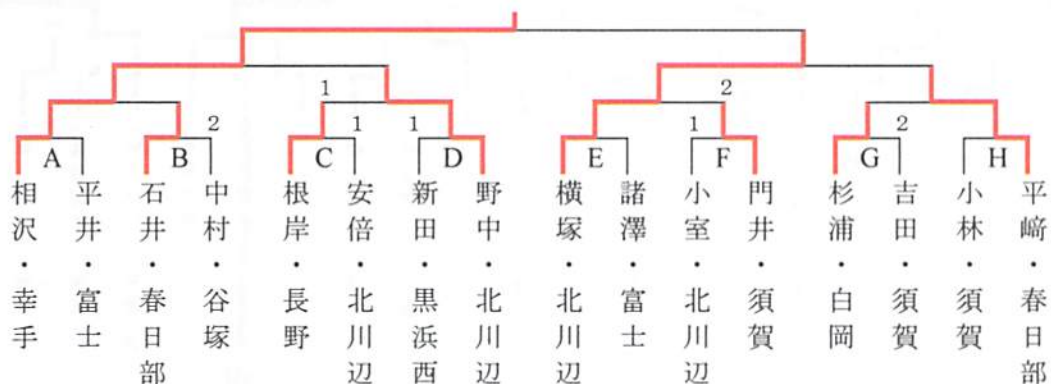 1 2
2 1 1 1 2
A B C D E F G H
相沢・幸手
平井・富士
石井・春日部
中村・谷塚
根岸・長野
安倍・北川辺
新田・黒浜西
野中・北川辺
横塚・北川辺
諸澤・富士
小室・北川辺
門井・須賀
杉浦・白岡
吉田・須賀
小林・須賀
平﨑・春日部